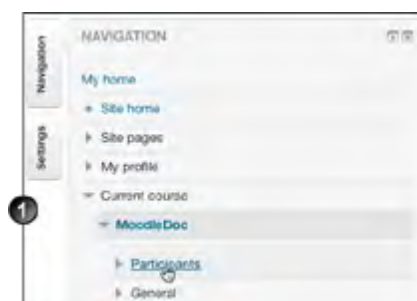 Navigation
Settings
NAVIGATION
My home
Site home
Site pages
My profile
Current course
1
MoodleDoc
Participants
General